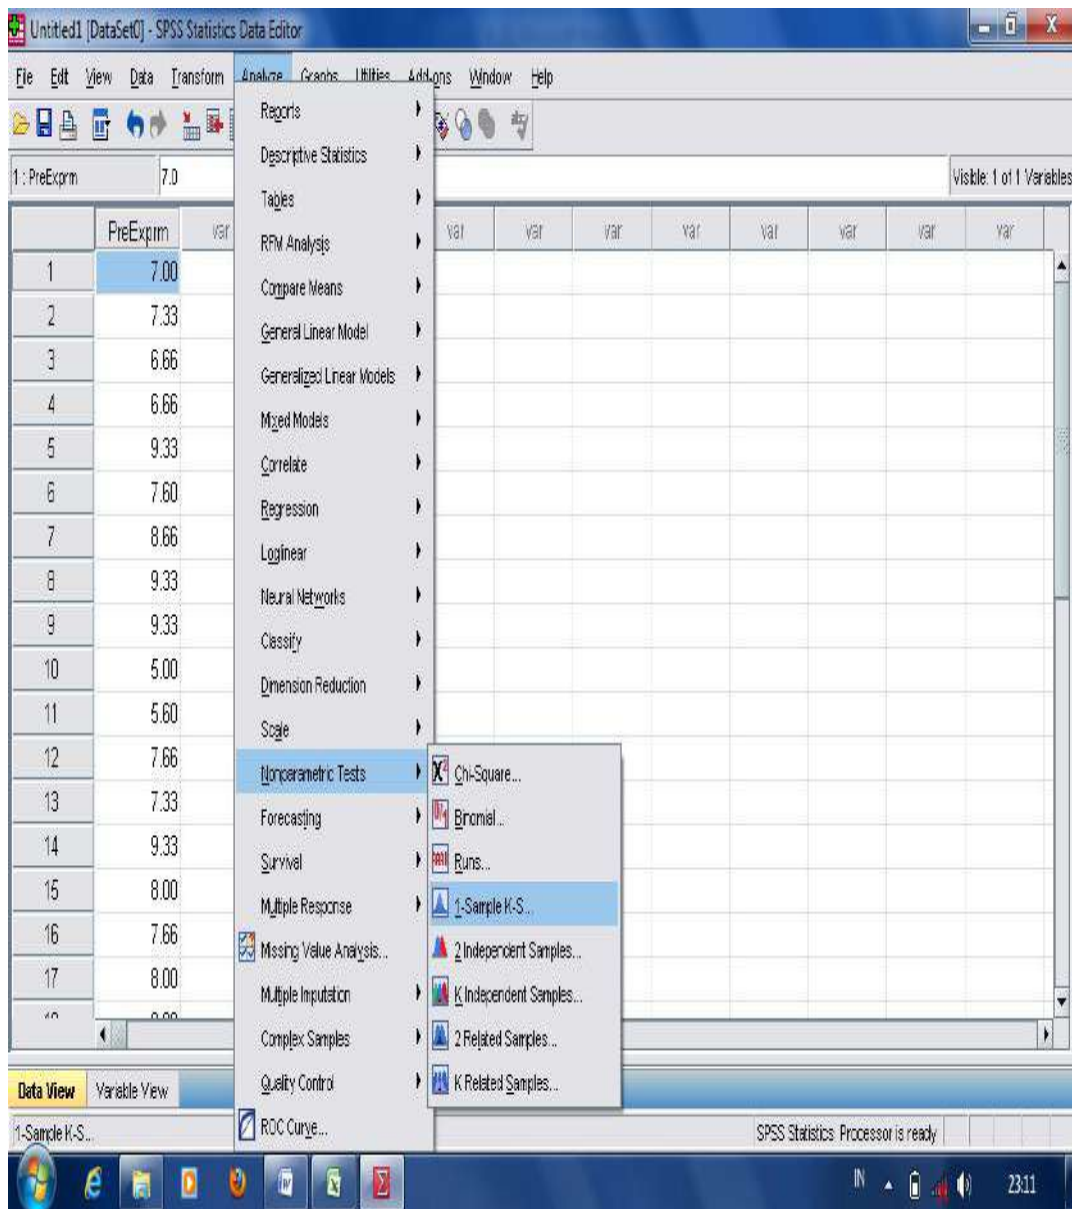 Untitled1 [DataSet0] - SPSS Statistics Data Editor
File Edit View Data Transform Analyze Graphs Utilities Add-ons Window Help
1 : PreExprm 7.0 Visible: 1 of 1 Variables
PreExprm var var var var var var var var var
1 7.00
2 7.33
3 6.66
4 6.66
5 9.33
6 7.60
7 8.66
8 9.33
9 9.33
10 5.00
11 5.60
12 7.66
13 7.33
14 9.33
15 8.00
16 7.66
17 8.00
Reports
Descriptive Statistics
Tables
RFM Analysis
Compare Means
General Linear Model
Generalized Linear Models
Mixed Models
Correlate
Regression
Loglinear
Neural Networks
Classify
Dimension Reduction
Scale
Nonparametric Tests
Forecasting
Survival
Multiple Response
Missing Value Analysis...
Multiple Imputation
Complex Samples
Quality Control
ROC Curve...
Chi-Square...
Binomial...
Runs...
1-Sample K-S...
2 Independent Samples...
K Independent Samples...
2 Related Samples...
K Related Samples...
Data View Variable View
1-Sample K-S... SPSS Statistics Processor is ready
IN 23:11